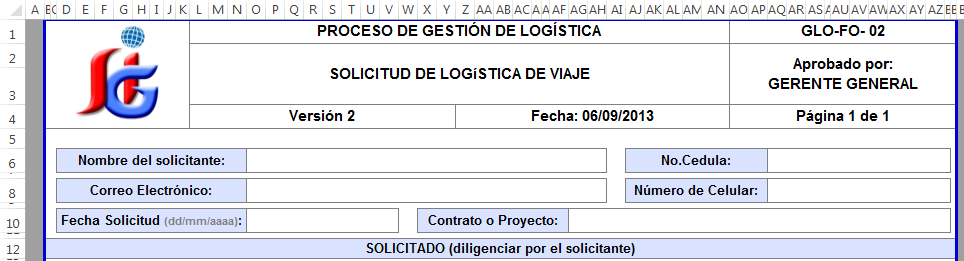 A BC D E F G H I J K L M N O P Q R S T U V W X Y Z AA AB AC AA AF AG AH AI AJ AK AL AM AN AO AP AQ AR AS AA AU AV AW AX AY AZ BE B
1 PROCESO DE GESTIÓN DE LOGÍSTICA GLO-FO- 02
2 SOLICITUD DE LOGíSTICA DE VIAJE Aprobado por:
3 GERENTE GENERAL
4 Versión 2 Fecha: 06/09/2013 Página 1 de 1
5
6 Nombre del solicitante: No.Cedula:
8 Correo Electrónico: Número de Celular:
10 Fecha Solicitud (dd/mm/aaaa): Contrato o Proyecto:
12 SOLICITADO (diligenciar por el solicitante)